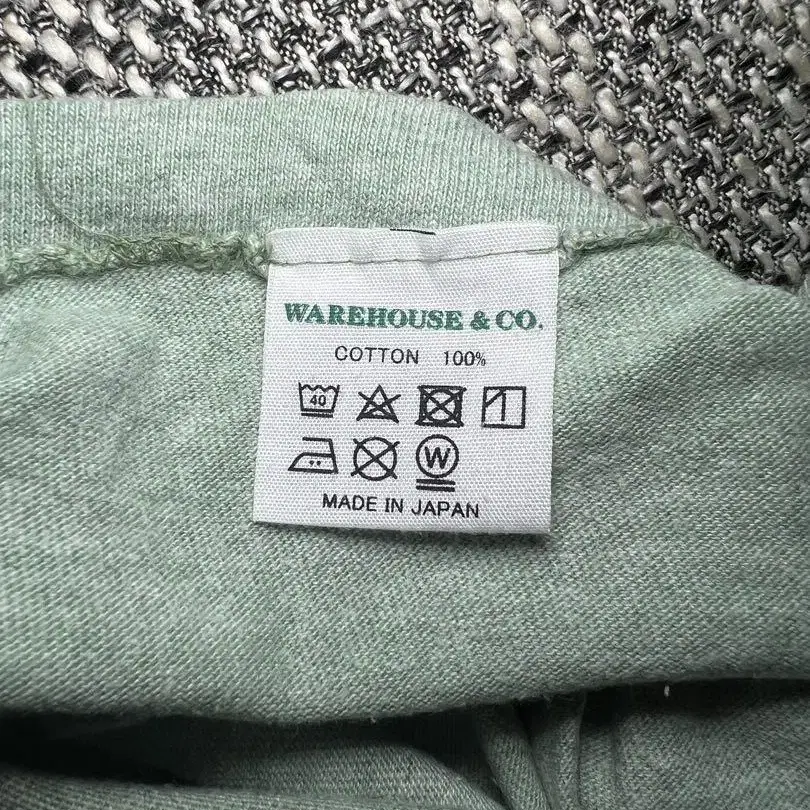 WAREHOUSE & CO.
COTTON 100%
40
W
MADE IN JAPAN